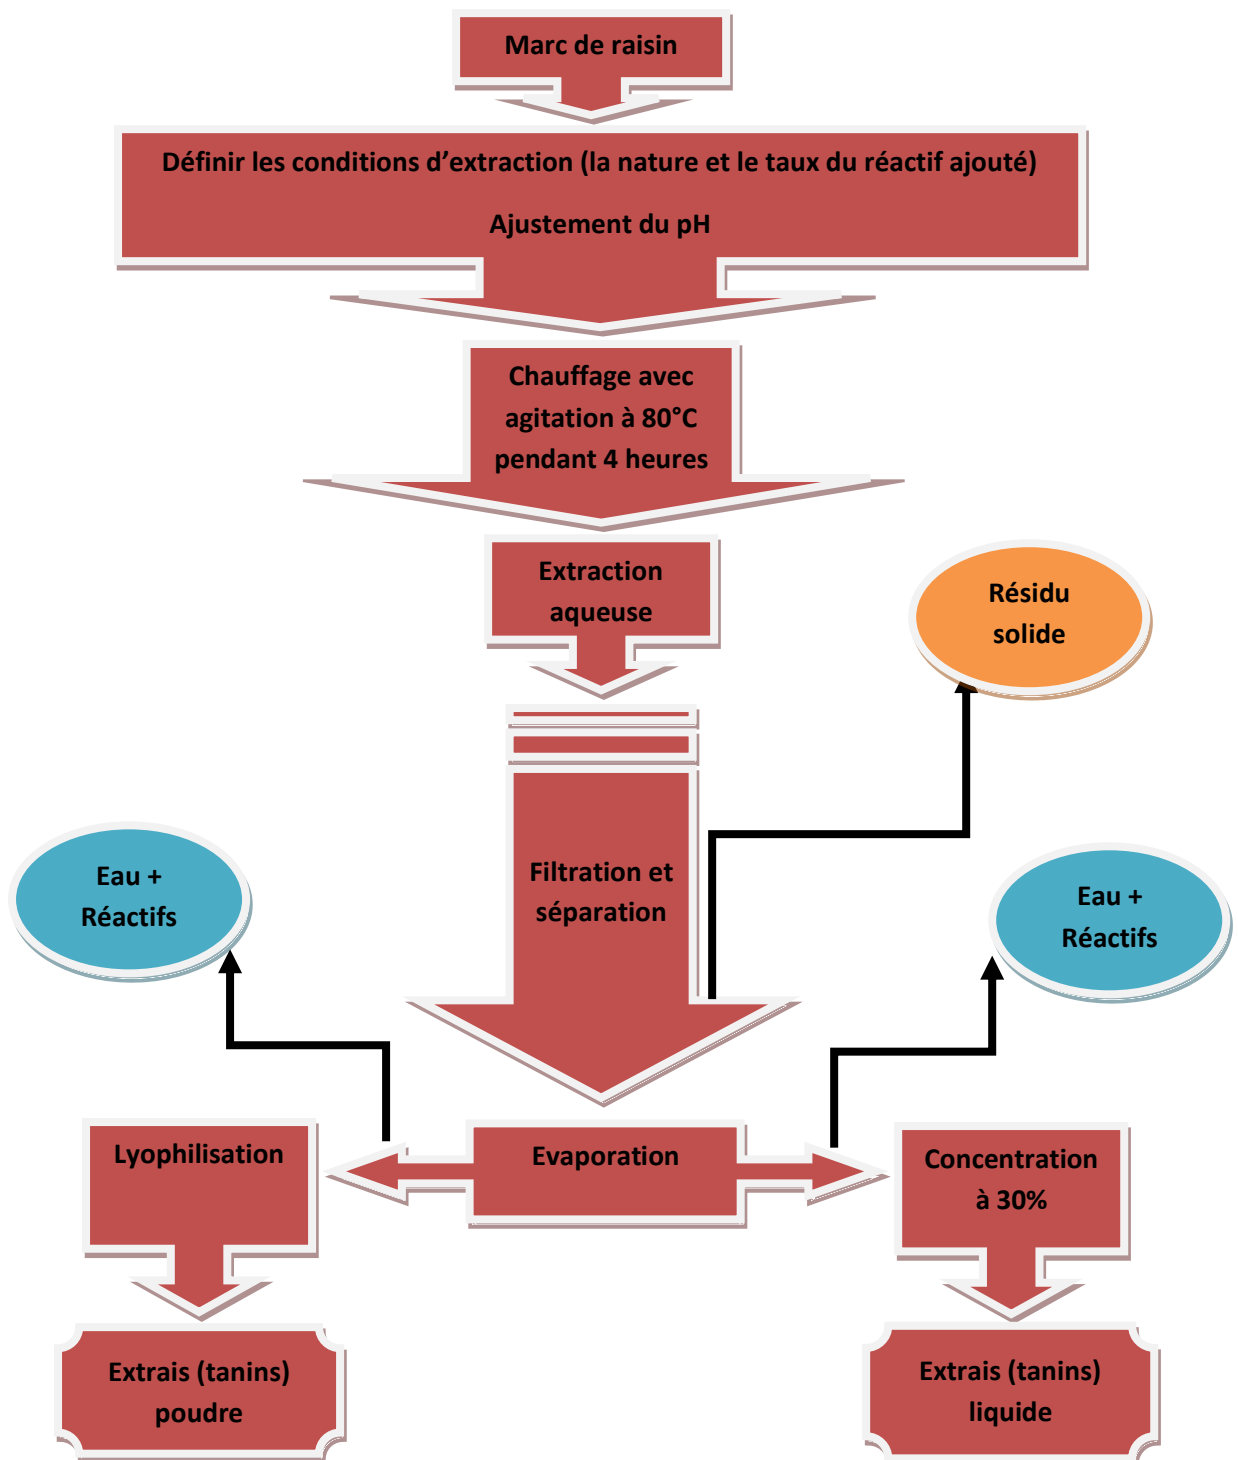 Marc de raisin
Définir les conditions d’extraction (la nature et le taux du réactif ajouté)
Ajustement du pH
Chauffage avec
agitation à 80°C
pendant 4 heures
Extraction
aqueuse
Résidu
solide
Filtration et
séparation
Eau +
Réactifs
Eau +
Réactifs
Lyophilisation
Evaporation
Concentration
à 30%
Extrais (tanins)
poudre
Extrais (tanins)
liquide